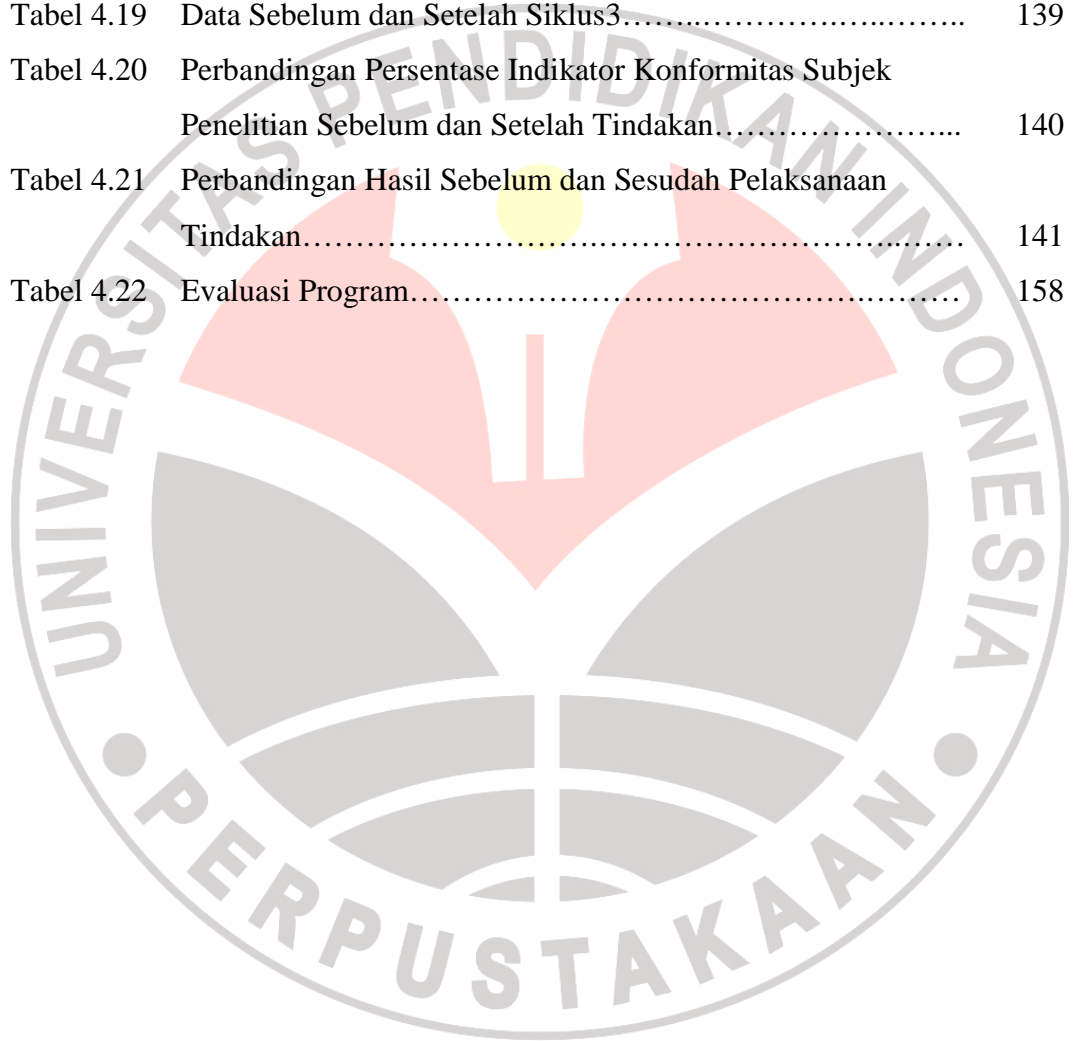 Tabel 4.19 Data Sebelum dan Setelah Siklus3……..………….…..…….. 139
Tabel 4.20 Perbandingan Persentase Indikator Konformitas Subjek
Penelitian Sebelum dan Setelah Tindakan…………………... 140
Tabel 4.21 Perbandingan Hasil Sebelum dan Sesudah Pelaksanaan
Tindakan……………………….………………………….…… 141
Tabel 4.22 Evaluasi Program……………………………………….……… 158
UNIVERSITAS PENDIDIKAN INDONESIA
PERPUSTAKAAN